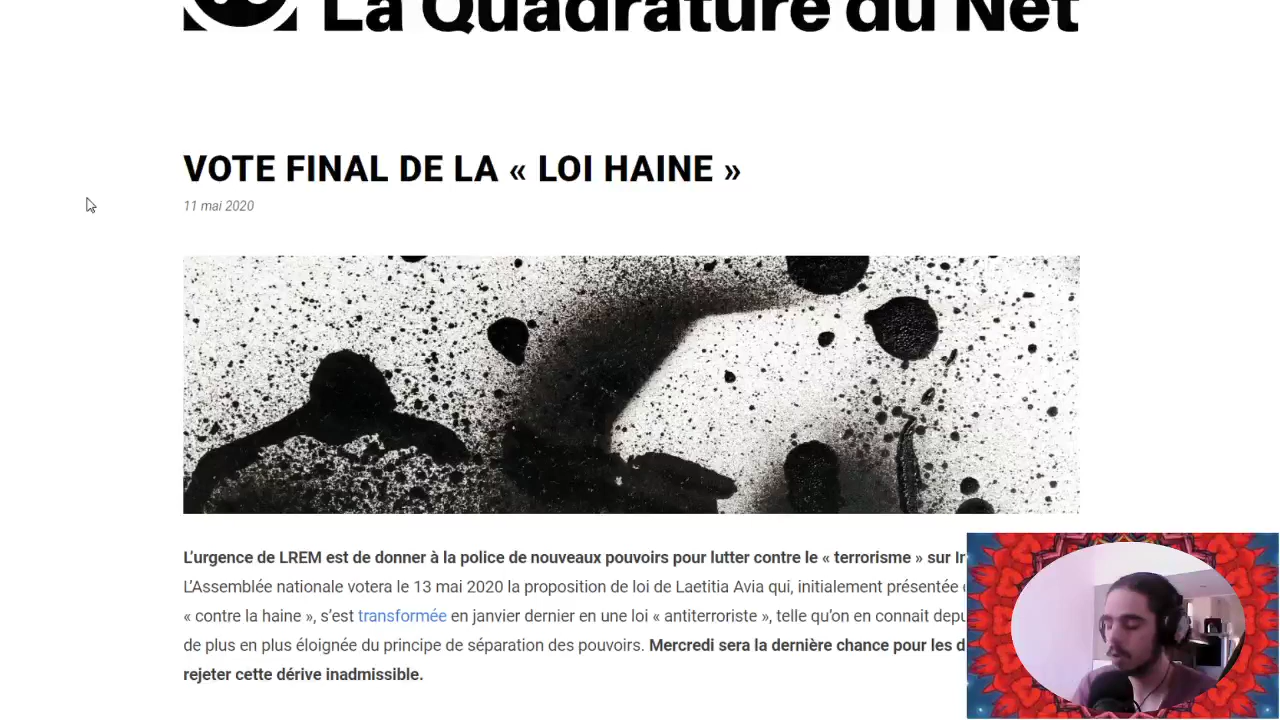 La Quadrature du Net
VOTE FINAL DE LA « LOI HAINE »
11 mai 2020
L'urgence de LREM est de donner à la police de nouveaux pouvoirs pour lutter contre le « terrorisme » sur
L'Assemblée nationale votera le 13 mai 2020 la proposition de loi de Laetitia Avia qui, initialement présentée
« contre la haine », s'est transformée en janvier dernier en une loi « antiterroriste », telle qu'on en connait
de plus en plus éloignée du principe de séparation des pouvoirs. Mercredi sera la dernière chance pour les
rejeter cette dérive inadmissible.